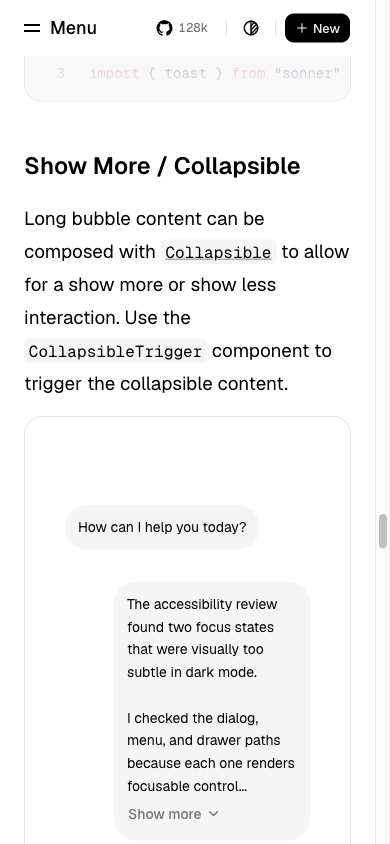 Menu
128k
New
3 import { toast } from "sonner"
Show More / Collapsible
Long bubble content can be
composed with Collapsible to allow
for a show more or show less
interaction. Use the
CollapsibleTrigger component to
trigger the collapsible content.
How can I help you today?
The accessibility review
found two focus states
that were visually too
subtle in dark mode.
I checked the dialog,
menu, and drawer paths
because each one renders
focusable control...
Show more